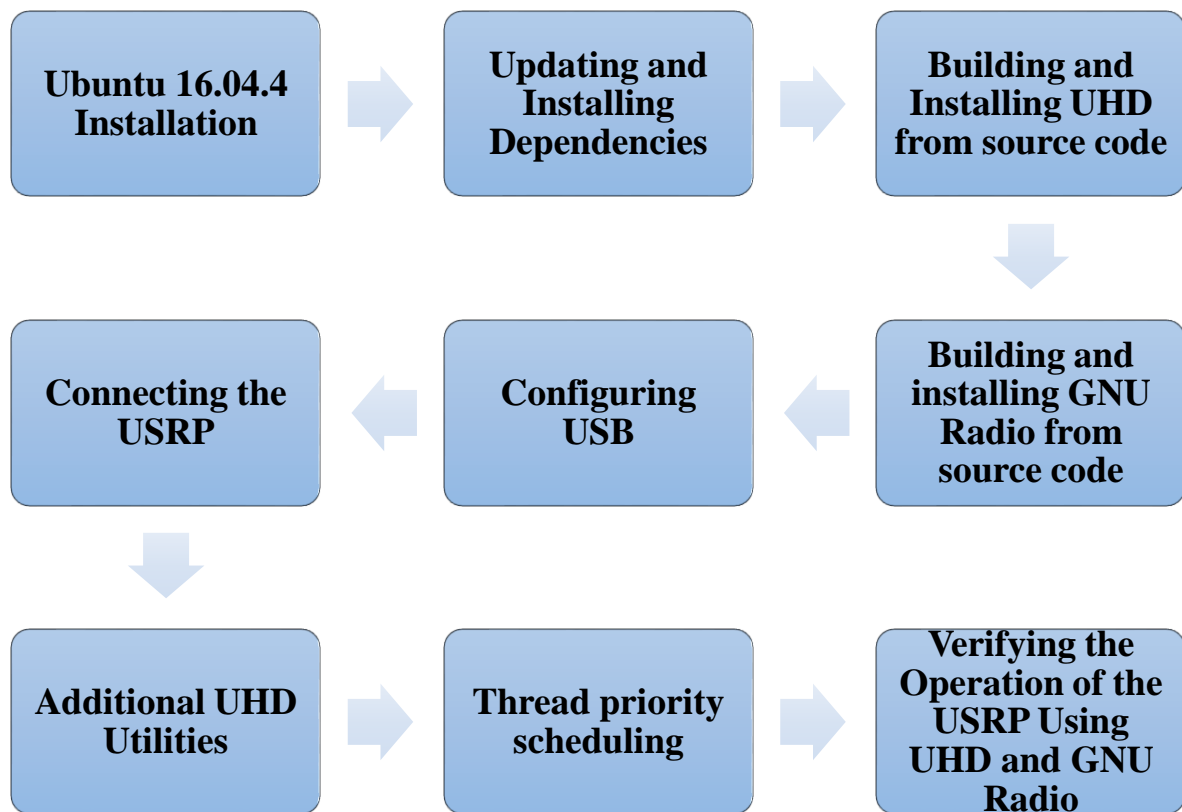 Ubuntu 16.04.4
Installation
Updating and
Installing
Dependencies
Building and
Installing UHD
from source code
Building and
installing GNU
Radio from
source code
Configuring
USB
Connecting the
USRP
Additional UHD
Utilities
Thread priority
scheduling
Verifying the
Operation of the
USRP Using
UHD and GNU
Radio